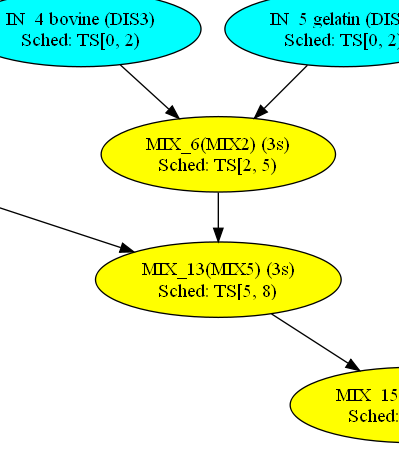 IN_4 bovine (DIS3)
Sched: TS[0, 2)
IN_5 gelatin (DIS
Sched: TS[0, 2)
MIX_6(MIX2) (3s)
Sched: TS[2, 5)
MIX_13(MIX5) (3s)
Sched: TS[5, 8)
MIX_15
Sched: